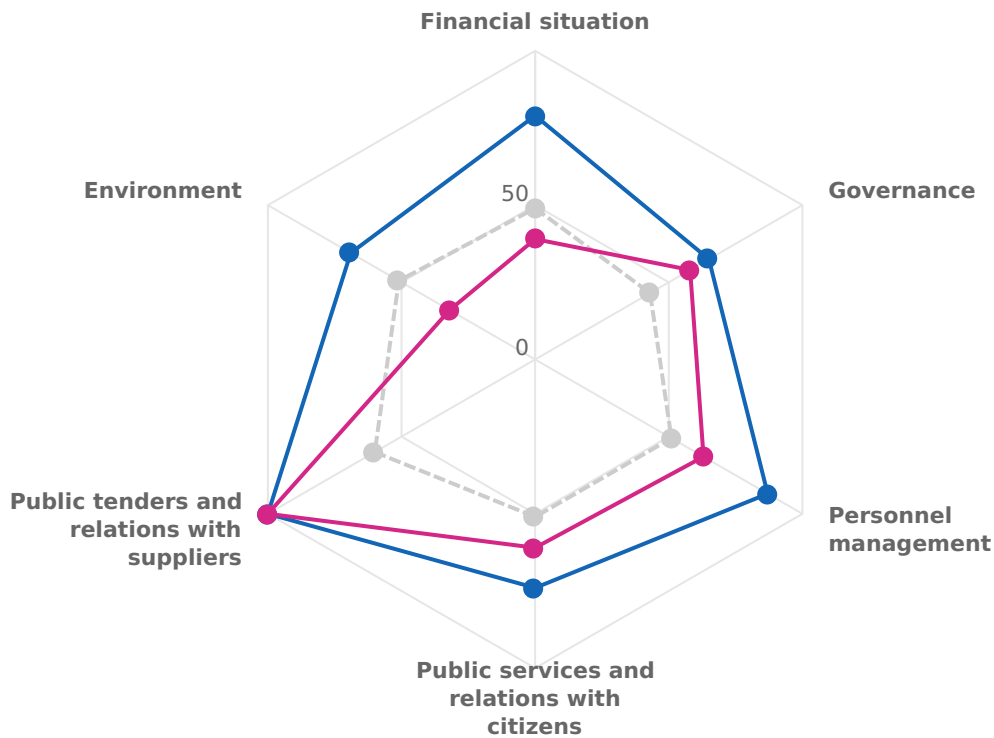 Financial situation
Environment
50
Governance
0
Public tenders and
relations with
suppliers
Personnel
management
Public services and
relations with
citizens